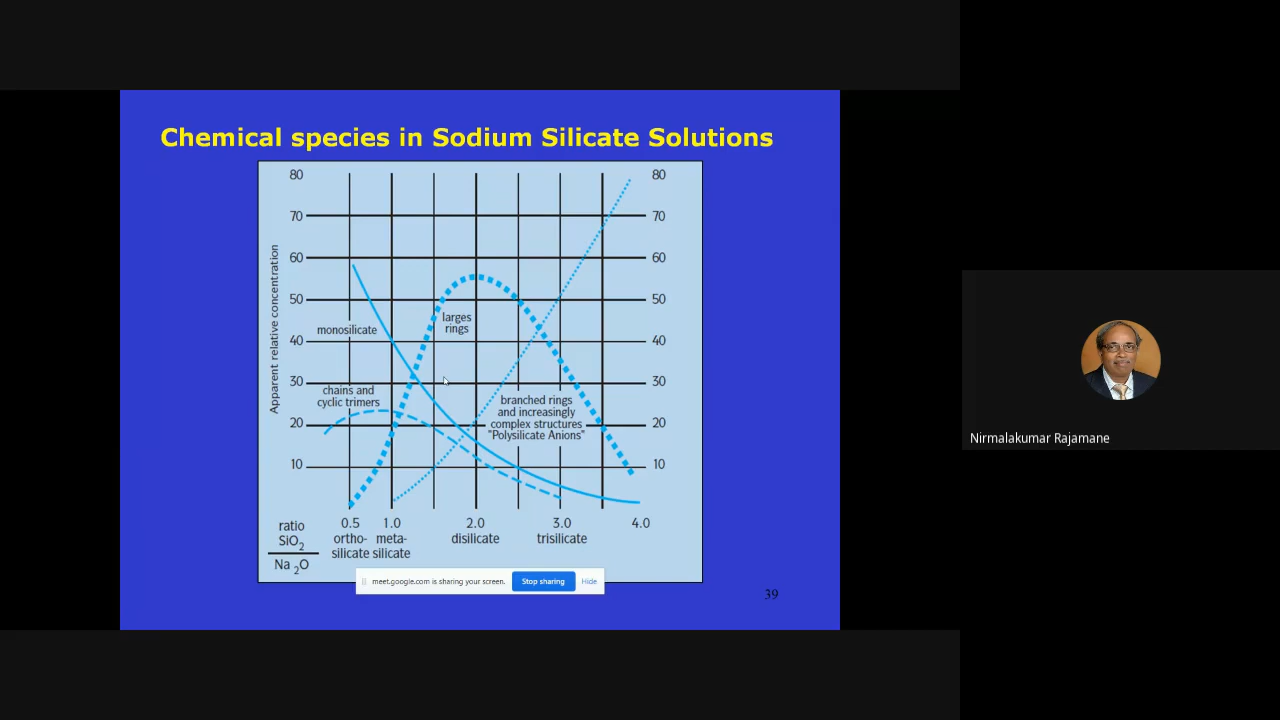 Chemical species in Sodium Silicate Solutions
80
80
70
70
60
60
50
50
40
40
30
30
20
20
10
10
Apparent relative concentration
monosilicate
larges
rings
chains and
cyclic trimers
branched rings
and increasingly
complex structures
"Polysilicate Anions"
ratio
SiO2
Na 2O
0.5
ortho-
silicate
1.0
meta-
silicate
2.0
disilicate
3.0
trisilicate
4.0
meet.google.com is sharing your screen.
Stop sharing
Hide
39
Nirmalakumar Rajamane